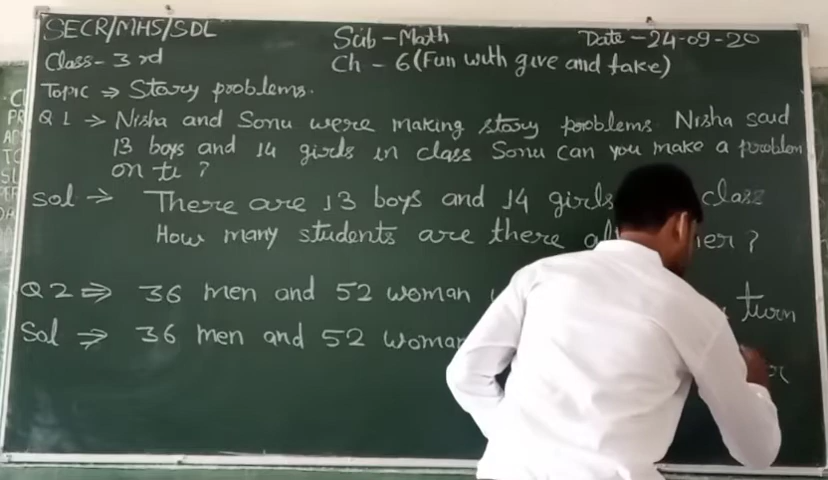 SECR/MHS/SDL
Sub - Math
Date - 24-09-20
Class - 3rd
Ch - 6 (Fun with give and take)
Topic ⇒ Story problems.
Q1 ⇒ Nisha and Sonu were making story problems. Nisha said
13 boys and 14 girls in class Sonu can you make a problem
on it ?
Sol ⇒ There are 13 boys and 14 girls class
How many students are there ?
Q2 ⇒ 36 men and 52 woman turn
Sol ⇒ 36 men and 52 woman